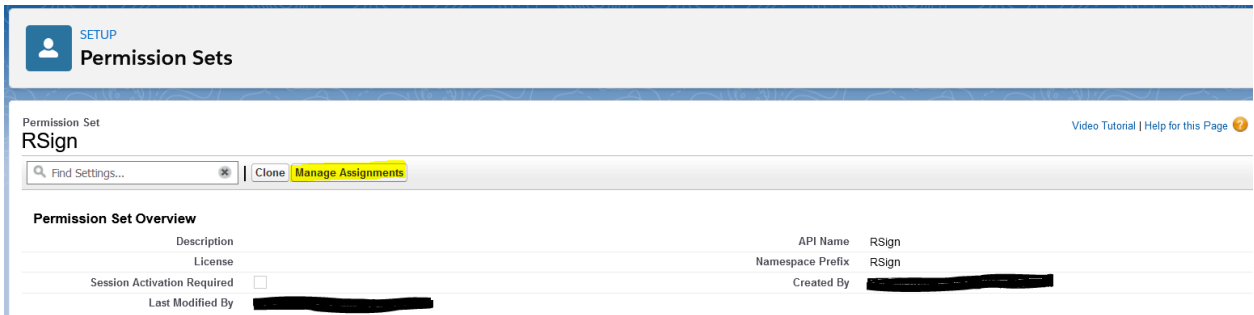 SETUP
Permission Sets
Permission Set
RSign
Video Tutorial | Help for this Page
Find Settings...
Clone Manage Assignments
Permission Set Overview
Description API Name RSign
License Namespace Prefix RSign
Session Activation Required Created By
Last Modified By